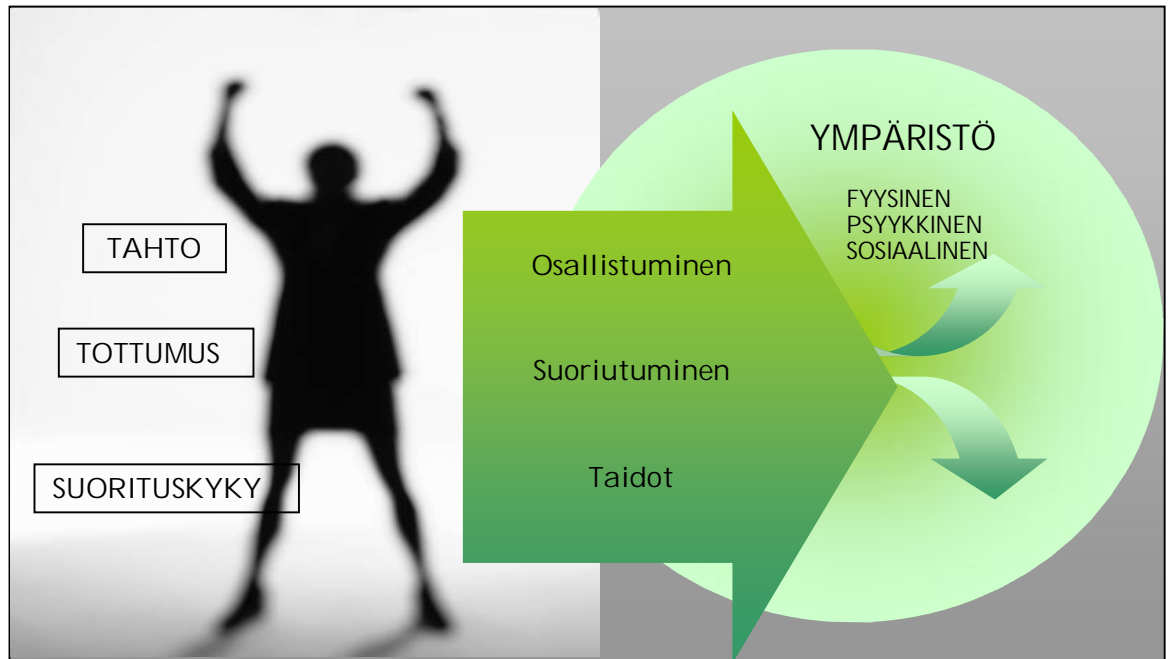 TAHTO
TOTTUMUS
SUORITUSKYKY
Osallistuminen
Suoriutuminen
Taidot
YMPÄRISTÖ
FYYSINEN
PSYYKKINEN
SOSIAALINEN